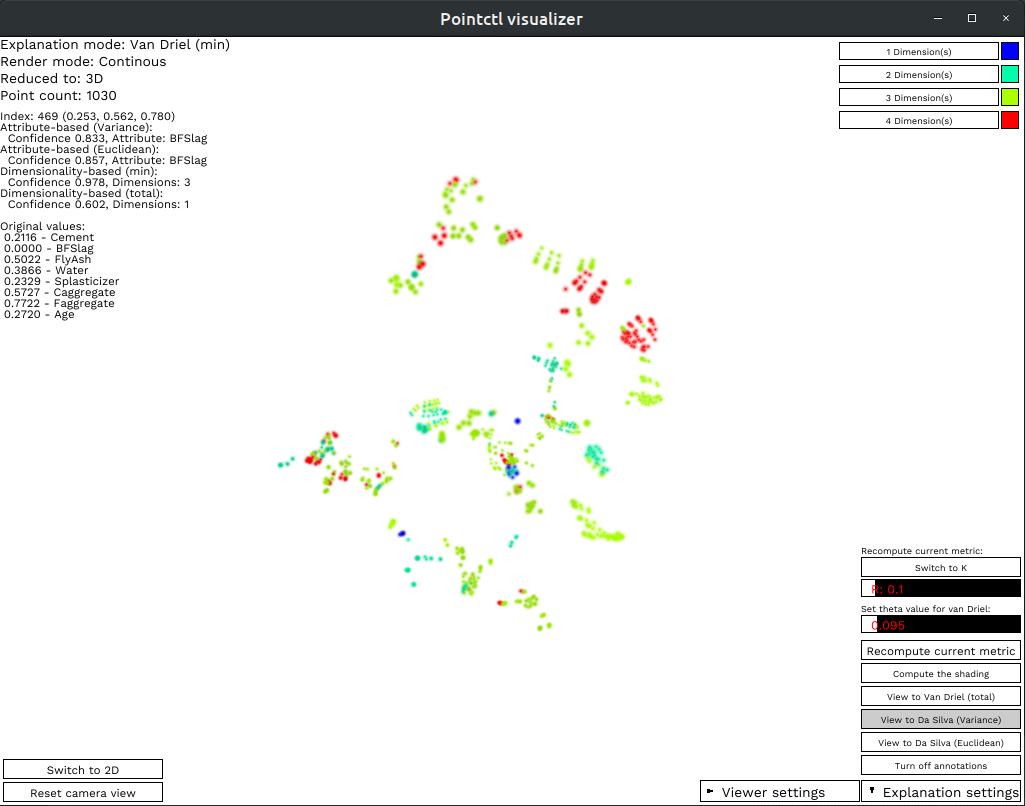 Pointctl visualizer
Explanation mode: Van Driel (min)
Render mode: Continous
Reduced to: 3D
Point count: 1030
Index: 469 (0.253, 0.562, 0.780)
Attribute-based (Variance):
Confidence 0.833, Attribute: BFSlag
Attribute-based (Euclidean):
Confidence 0.857, Attribute: BFSlag
Dimensionality-based (min):
Confidence 0.978, Dimensions: 3
Dimensionality-based (total):
Confidence 0.602, Dimensions: 1
Original values:
0.2116 - Cement
0.0000 - BFSlag
0.5022 - FlyAsh
0.3866 - Water
0.2329 - Splasticizer
0.5727 - Caggregate
0.7722 - Faggregate
0.2720 - Age
1 Dimension(s)
2 Dimension(s)
3 Dimension(s)
4 Dimension(s)
Recompute current metric:
Switch to K
R: 0.1
Set theta value for van Driel:
0.095
Recompute current metric
Compute the shading
View to Van Driel (total)
View to Da Silva (Variance)
View to Da Silva (Euclidean)
Turn off annotations
Switch to 2D
Reset camera view
Viewer settings
Explanation settings